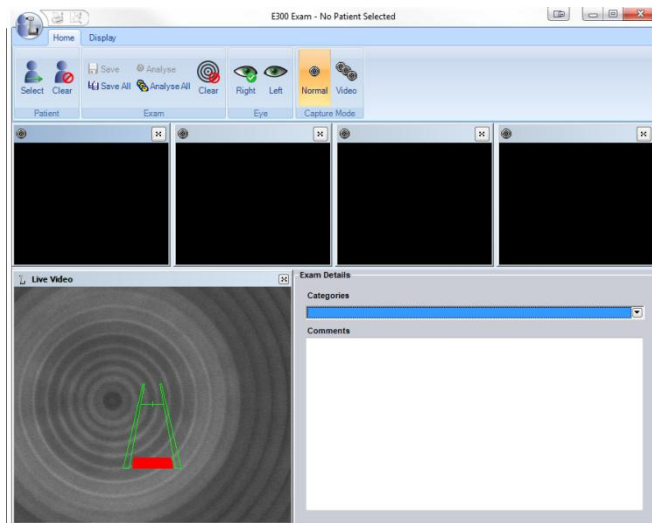 E300 Exam - No Patient Selected
Home Display
Save Analyse
Save All Analyse All
Select Clear Clear Right Left Normal Video
Patient Exam Eye Capture Mode
Live Video
Exam Details
Categories
Comments